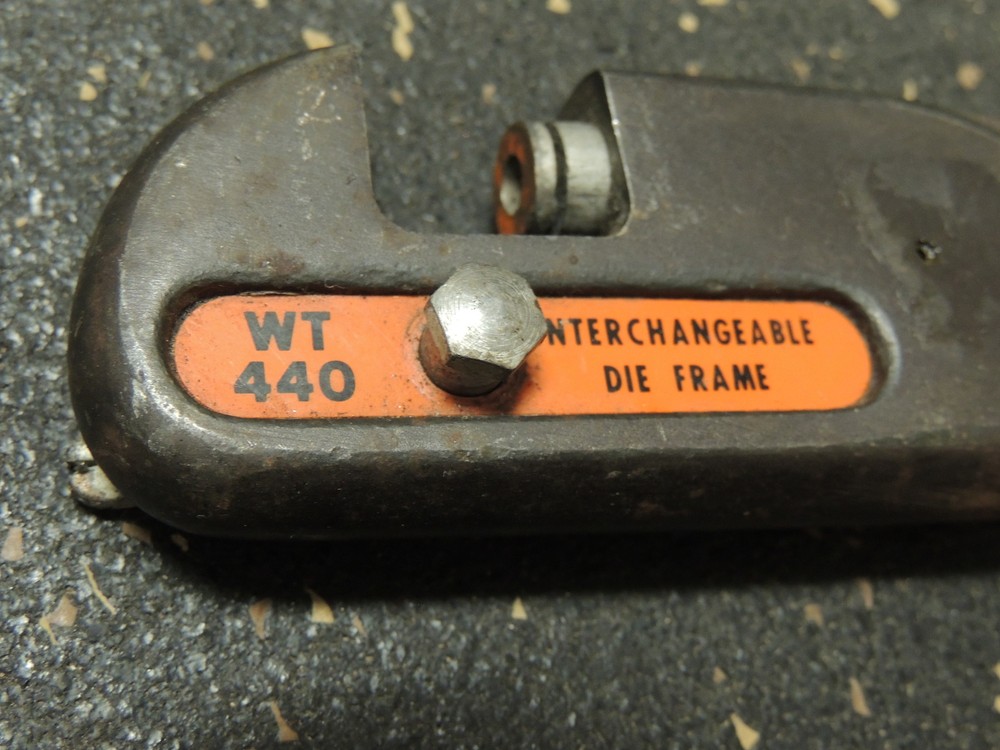 WT
440
NTERCHANGEABLE
DIE FRAME